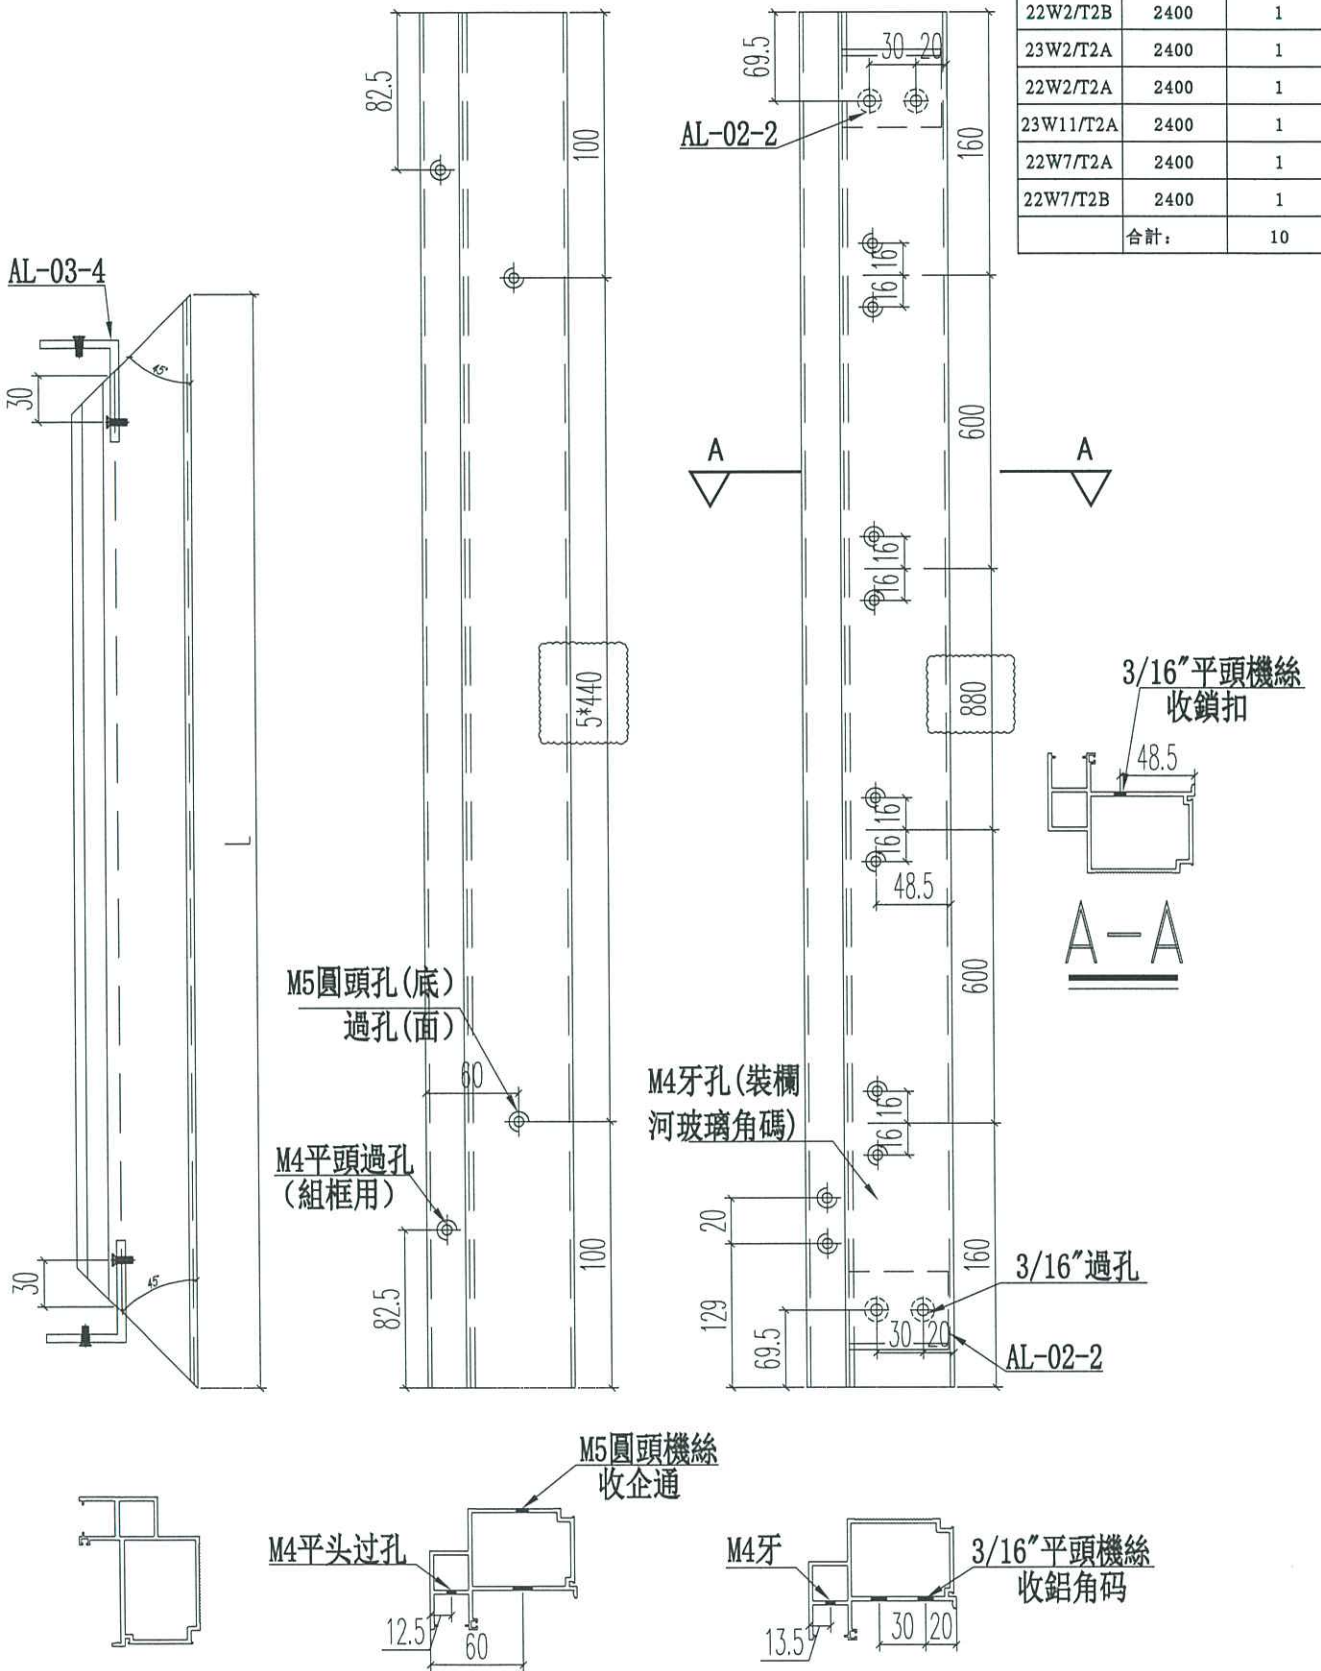 22W2/T2B 2400 1
23W2/T2A 2400 1
22W2/T2A 2400 1
23W11/T2A 2400 1
22W7/T2A 2400 1
22W7/T2B 2400 1
合計: 10
AL-03-4
30
45°
L
30
45°
82.5
100
5*440
M5圓頭孔(底)
過孔(面)
60
M4平頭過孔
(組框用)
82.5
100
69.5
30 20
AL-02-2
160
16
16
600
A A
16
16
880
16
16
48.5
600
M4牙孔(裝欄
河玻璃角碼)
16
16
20
129
69.5
160
3/16"過孔
30 20
AL-02-2
3/16"平頭機絲
收鎖扣
48.5
A-A
M5圓頭機絲
收企通
M4平头过孔
12.5
60
M4牙
3/16"平頭機絲
收鋁角码
13.5
30 20